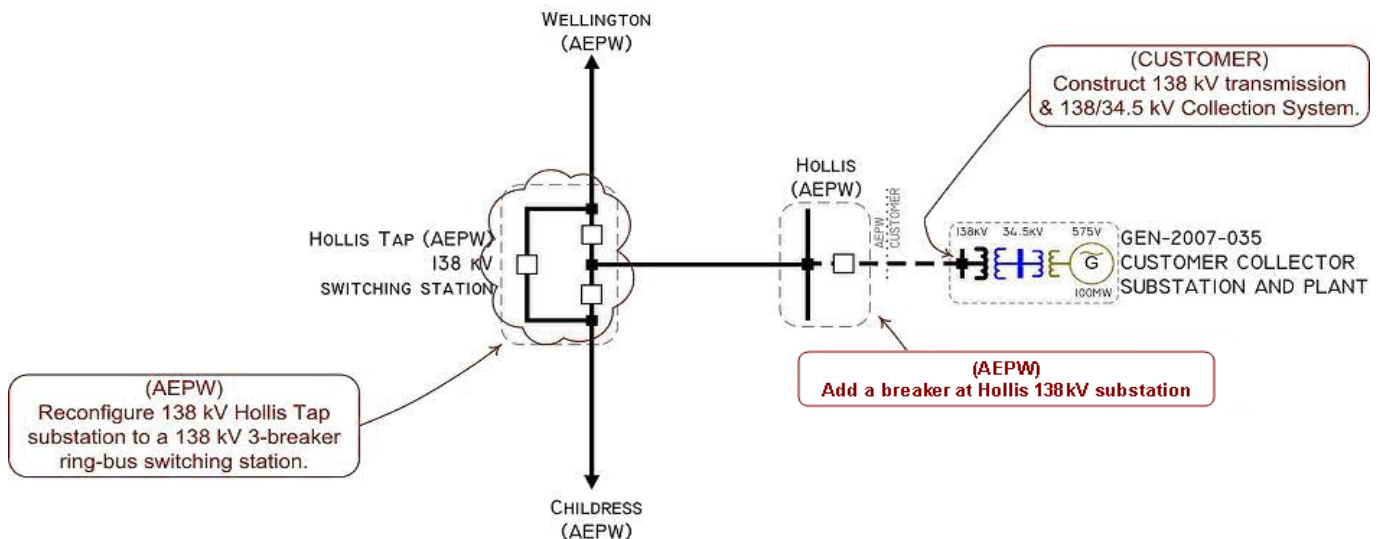 WELLINGTON
(AEPW)
(CUSTOMER)
Construct 138 kV transmission
& 138/34.5 kV Collection System.
HOLLIS
(AEPW)
AEPW
CUSTOMER
HOLLIS TAP (AEPW)
138 KV
SWITCHING STATION
138KV
34.5KV
575V
G
100MW
GEN-2007-035
CUSTOMER COLLECTOR
SUBSTATION AND PLANT
(AEPW)
Add a breaker at Hollis 138kV substation
(AEPW)
Reconfigure 138 kV Hollis Tap
substation to a 138 kV 3-breaker
ring-bus switching station.
CHILDRESS
(AEPW)